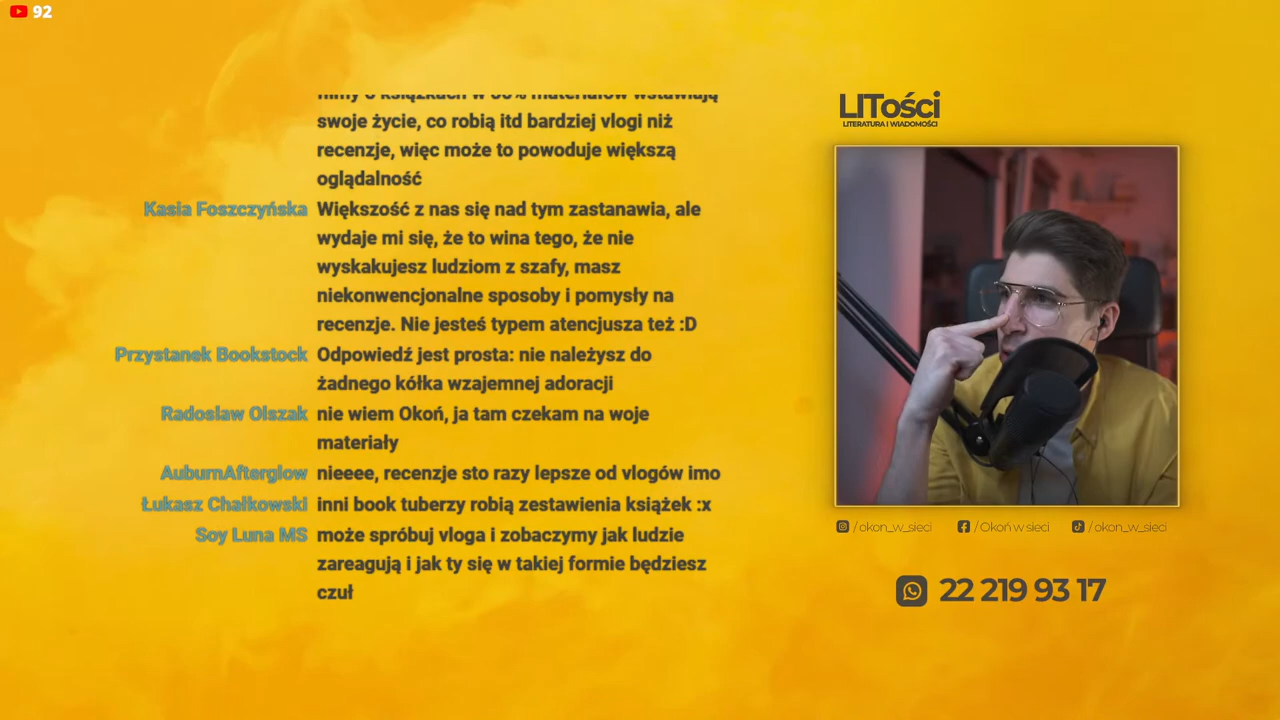 92
swoje życie, co robią itd bardziej vlogi niż
recenzje, więc może to powoduje większą
oglądalność
Kasia Foszczyńska Większość z nas się nad tym zastanawia, ale
wydaje mi się, że to wina tego, że nie
wyskakujesz ludziom z szafy, masz
niekonwencjonalne sposoby i pomysły na
recenzje. Nie jesteś typem atencjusza też :D
Przystanek Bookstock Odpowiedź jest prosta: nie należysz do
żadnego kółka wzajemnej adoracji
Radoslaw Olszak nie wiem Okoń, ja tam czekam na woje
materiały
AuburnAfterglow nieeee, recenzje sto razy lepsze od vlogów imo
Łukasz Chałkowski inni book tuberzy robią zestawienia książek :x
Soy Luna MS może spróbuj vloga i zobaczymy jak ludzie
zareagują i jak ty się w takiej formie będziesz
czuł
LITości
LITERATURA I WIADOMOŚCI
/ okon_w_sieci / Okoń w sieci / okon_w_sieci
22 219 93 17